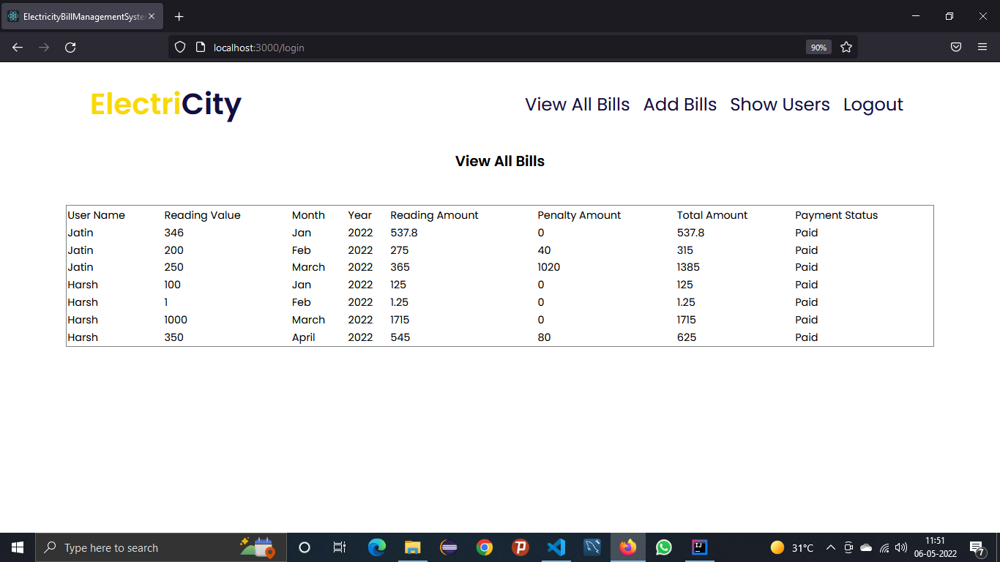 ElectricityBillManagementSyste
localhost:3000/login
90%
ElectriCity
View All Bills Add Bills Show Users Logout
View All Bills
User Name Reading Value Month Year Reading Amount Penalty Amount Total Amount Payment Status
Jatin 346 Jan 2022 537.8 0 537.8 Paid
Jatin 200 Feb 2022 275 40 315 Paid
Jatin 250 March 2022 365 1020 1385 Paid
Harsh 100 Jan 2022 125 0 125 Paid
Harsh 1 Feb 2022 1.25 0 1.25 Paid
Harsh 1000 March 2022 1715 0 1715 Paid
Harsh 350 April 2022 545 80 625 Paid
Type here to search
31°C
11:51
06-05-2022
7